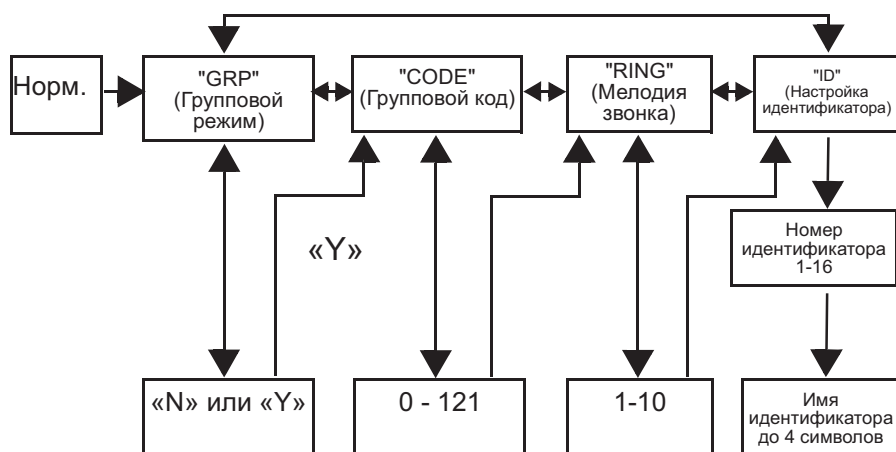 Норм.
"GRP"
(Групповой
режим)
"CODE"
(Групповой код)
"RING"
(Мелодия
звонка)
"ID"
(Настройка
идентификатора)
«Y»
Номер
идентификатора
1-16
«N» или «Y»
0 - 121
1-10
Имя
идентификатора
до 4 символов